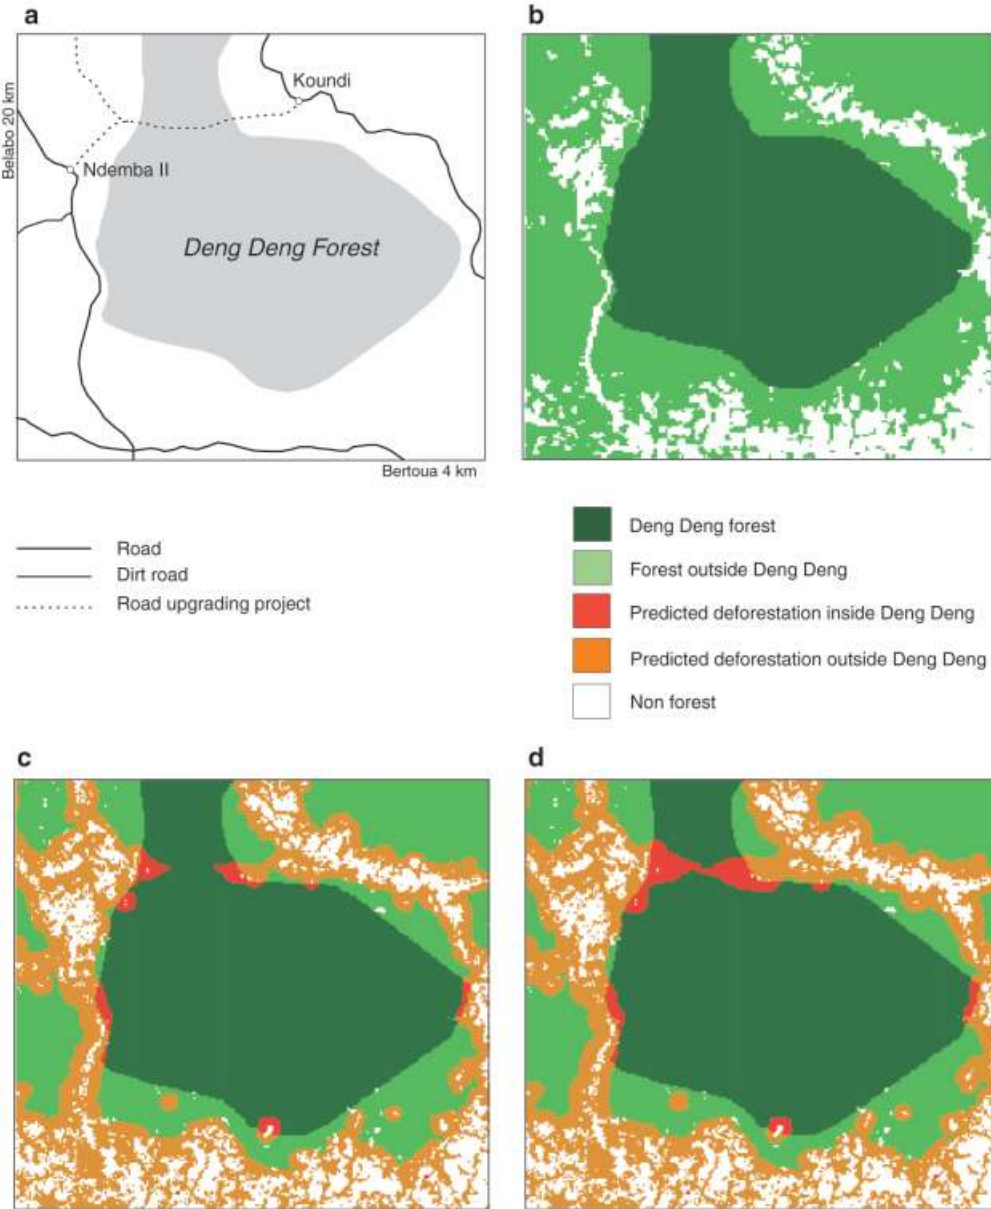 a
b
Belabo 20 km
Koundi
Ndemba II
Deng Deng Forest
Bertoua 4 km
Road
Dirt road
Road upgrading project
Deng Deng forest
Forest outside Deng Deng
Predicted deforestation inside Deng Deng
Predicted deforestation outside Deng Deng
Non forest
c
d